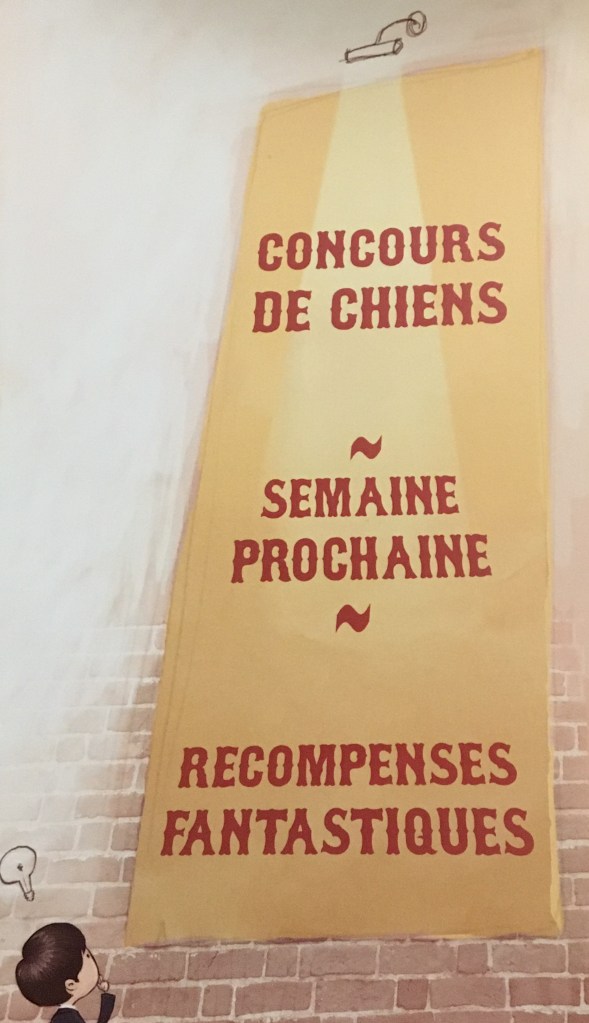 CONCOURS
DE CHIENS
~
SEMAINE
PROCHAINE
~
RECOMPENSES
FANTASTIQUES